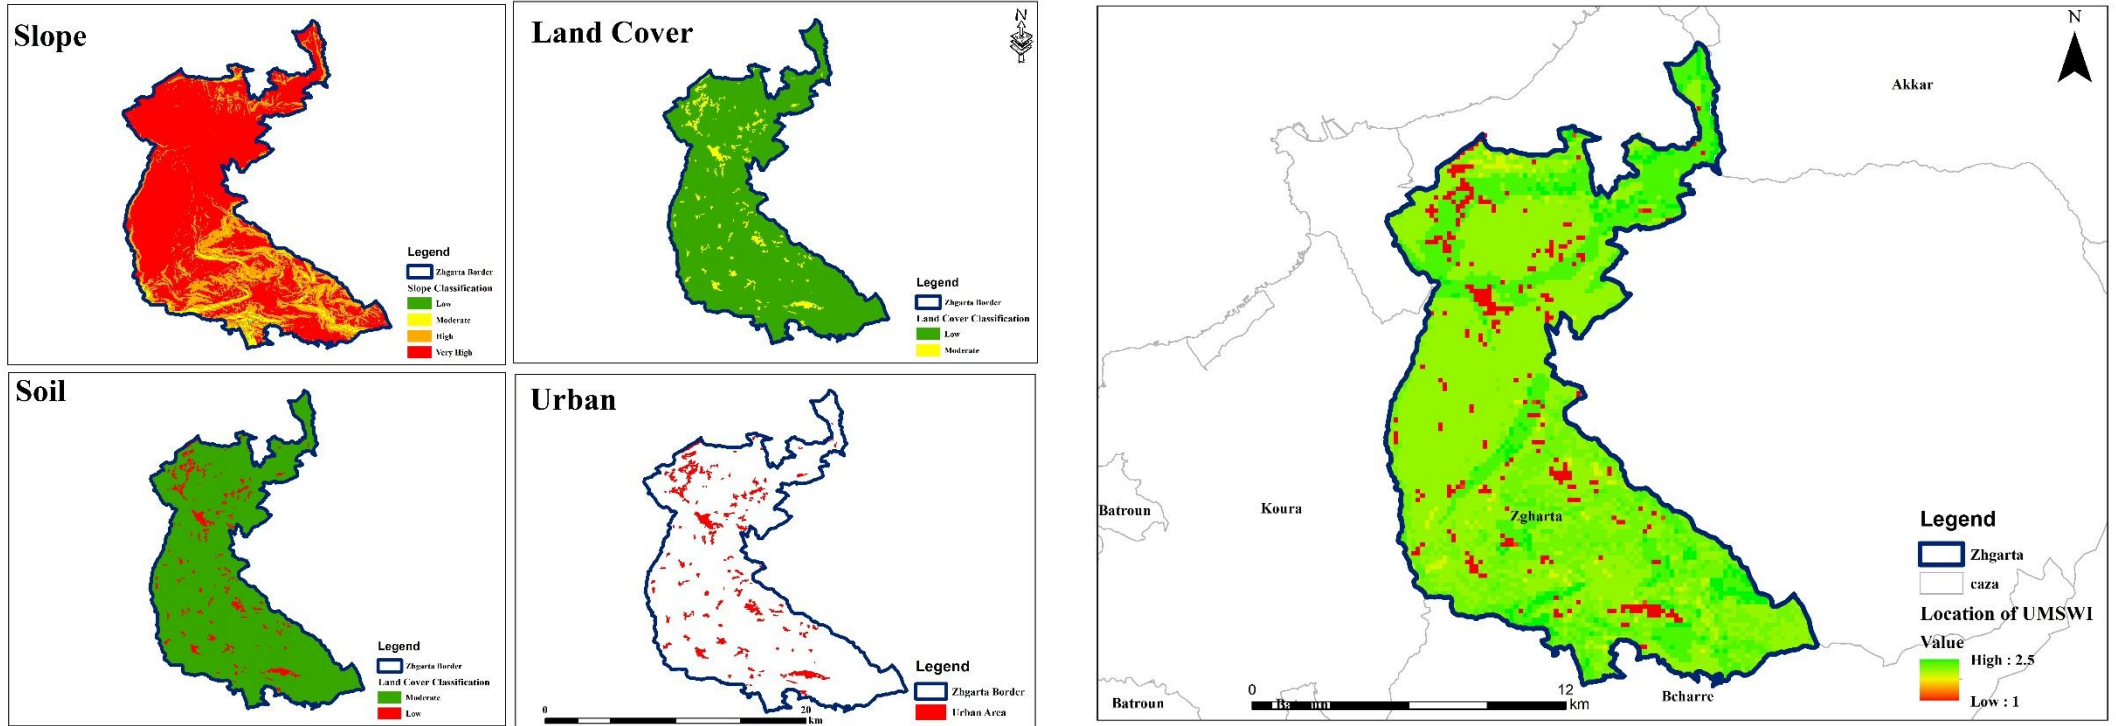 Slope
Legend
Zhgarta Border
Slope Classification
Low
Moderate
High
Very High
Land Cover
N
Legend
Zhgarta Border
Land Cover Classification
Low
Moderate
Soil
Legend
Zhgarta Border
Land Cover Classification
Moderate
Low
Urban
Legend
Zhgarta Border
Urban Area
0 20
km
N
Akkar
Batroun
Koura
Zgharta
Batroun
Batroun
Bcharre
0 12
km
Legend
Zhgarta
caza
Location of UMSWI
Value
High : 2.5
Low : 1